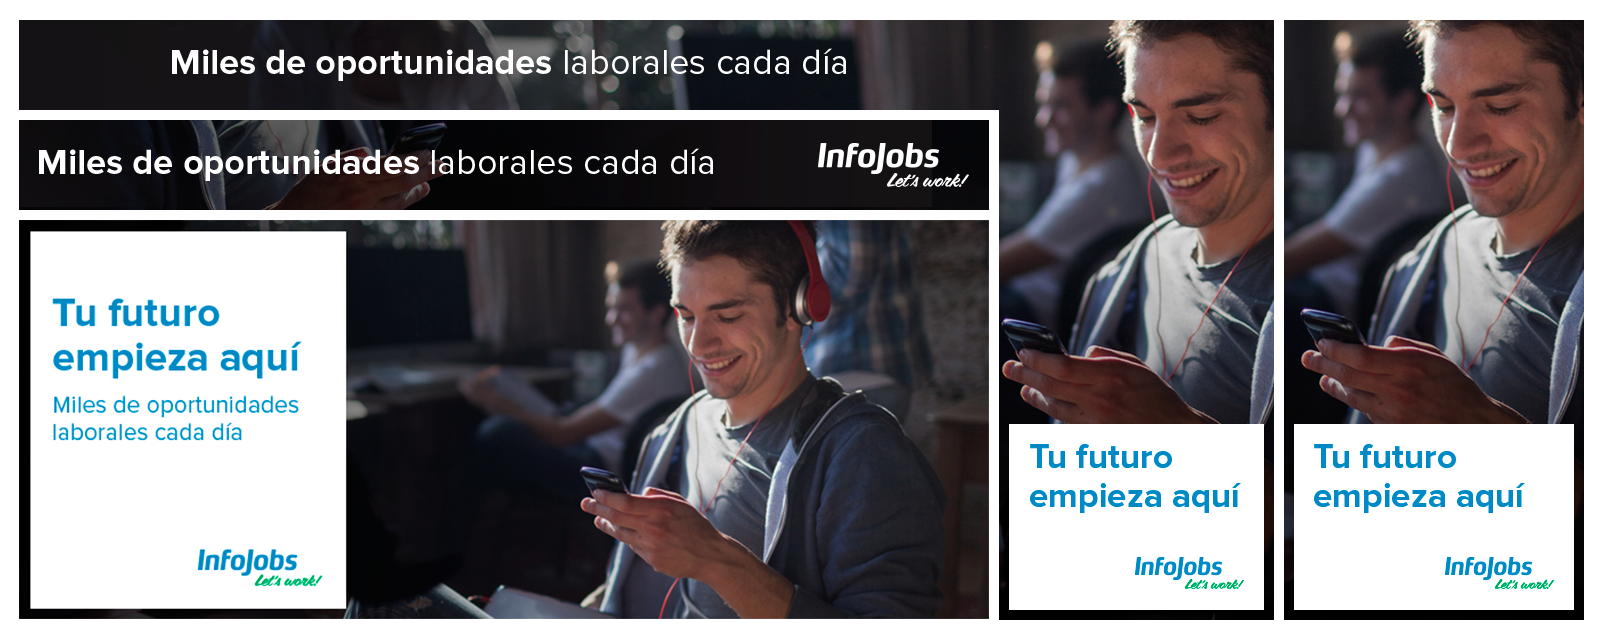 Miles de oportunidades laborales cada día
Miles de oportunidades laborales cada día
InfoJobs
Let's work!
Tu futuro
empieza aquí
Miles de oportunidades
laborales cada día
InfoJobs
Let's work!
Tu futuro
empieza aquí
InfoJobs
Let's work!
Tu futuro
empieza aquí
InfoJobs
Let's work!